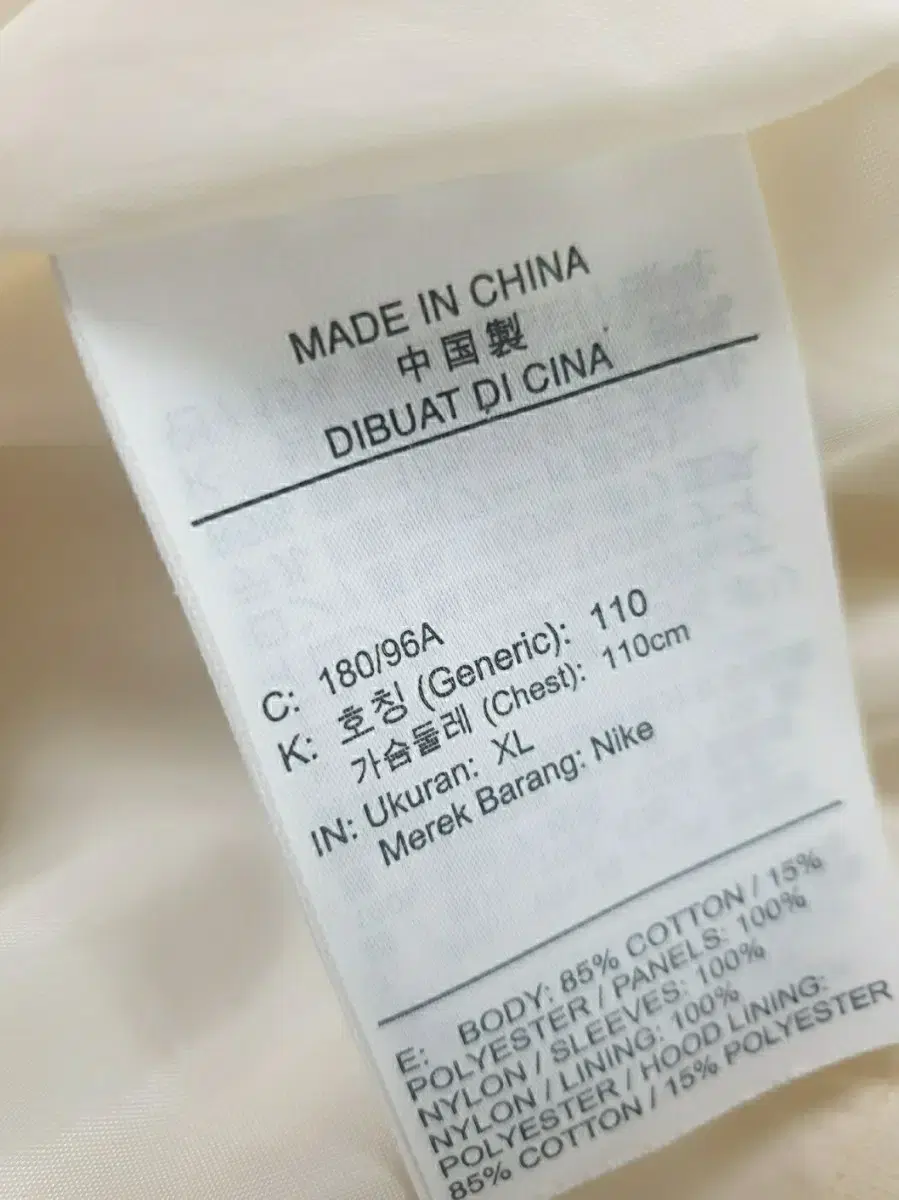 MADE IN CHINA
中国製
DIBUAT DI CINA
C: 180/96A
K: 호칭 (Generic): 110
가슴둘레 (Chest): 110cm
IN: Ukuran: XL
Merek Barang: Nike
E: BODY: 85% COTTON / 15%
POLYESTER / PANELS: 100%
NYLON / SLEEVES: 100%
NYLON / LINING: 100%
POLYESTER / HOOD LINING:
85% COTTON / 15% POLYESTER